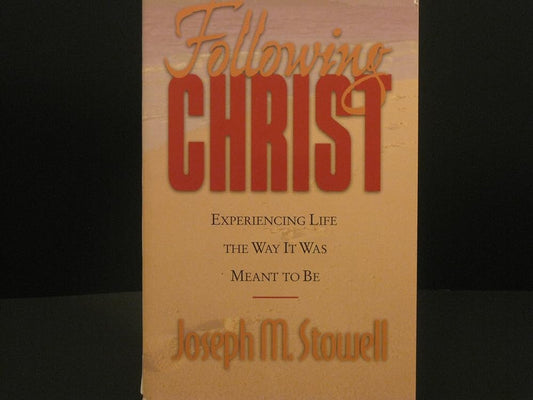 Following
CHRIST
EXPERIENCING LIFE
THE WAY IT WAS
MEANT TO BE
Joseph M. Stowell